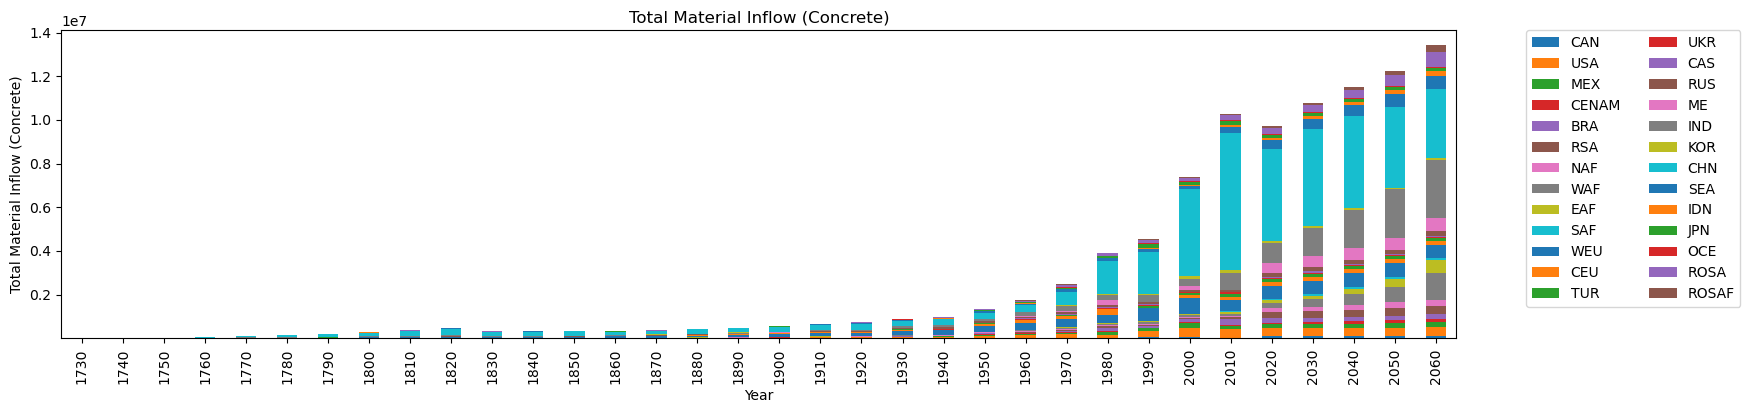 Total Material Inflow (Concrete)
1e7
1.4
1.2
1.0
0.8
0.6
0.4
0.2
Total Material Inflow (Concrete)
1730
1740
1750
1760
1770
1780
1790
1800
1810
1820
1830
1840
1850
1860
1870
1880
1890
1900
1910
1920
1930
1940
1950
1960
1970
1980
1990
2000
2010
2020
2030
2040
2050
2060
Year
CAN
USA
MEX
CENAM
BRA
RSA
NAF
WAF
EAF
SAF
WEU
CEU
TUR
UKR
CAS
RUS
ME
IND
KOR
CHN
SEA
IDN
JPN
OCE
ROSA
ROSAF